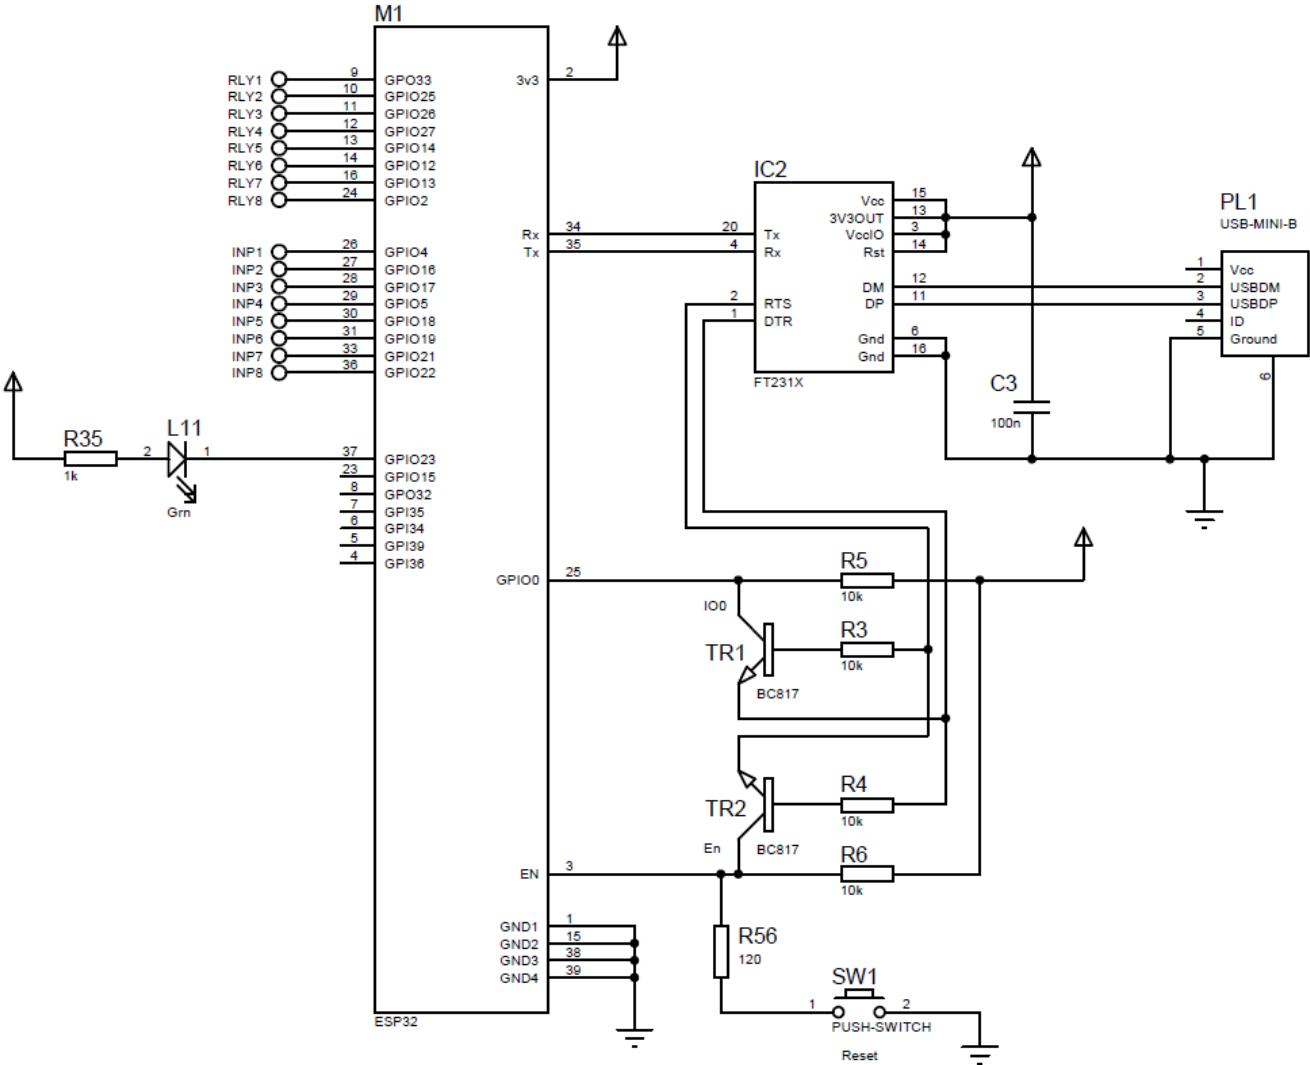 M1
RLY1 9 GPO33
RLY2 10 GPIO25
RLY3 11 GPIO26
RLY4 12 GPIO27
RLY5 13 GPIO14
RLY6 14 GPIO12
RLY7 16 GPIO13
RLY8 24 GPIO2
INP1 26 GPIO4
INP2 27 GPIO16
INP3 28 GPIO17
INP4 29 GPIO5
INP5 30 GPIO18
INP6 31 GPIO19
INP7 33 GPIO21
INP8 36 GPIO22
R35
1k
L11
2 1
Grn
37 GPIO23
23 GPIO15
8 GPO32
7 GPI35
6 GPI34
5 GPI39
4 GPI36
3v3 2
Rx 34
Tx 35
GPIO0 25
EN 3
GND1 1
GND2 15
GND3 38
GND4 39
ESP32
IC2
20 Tx
4 Rx
2 RTS
1 DTR
Vcc 15
3V3OUT 13
VccIO 3
Rst 14
DM 12
DP 11
Gnd 6
Gnd 16
FT231X
C3
100n
PL1
USB-MINI-B
1 Vcc
2 USBDM
3 USBDP
4 ID
5 Ground
6
R5
10k
IO0
R3
10k
TR1
BC817
R4
10k
TR2
BC817
En
R6
10k
R56
120
SW1
1 2
PUSH-SWITCH
Reset